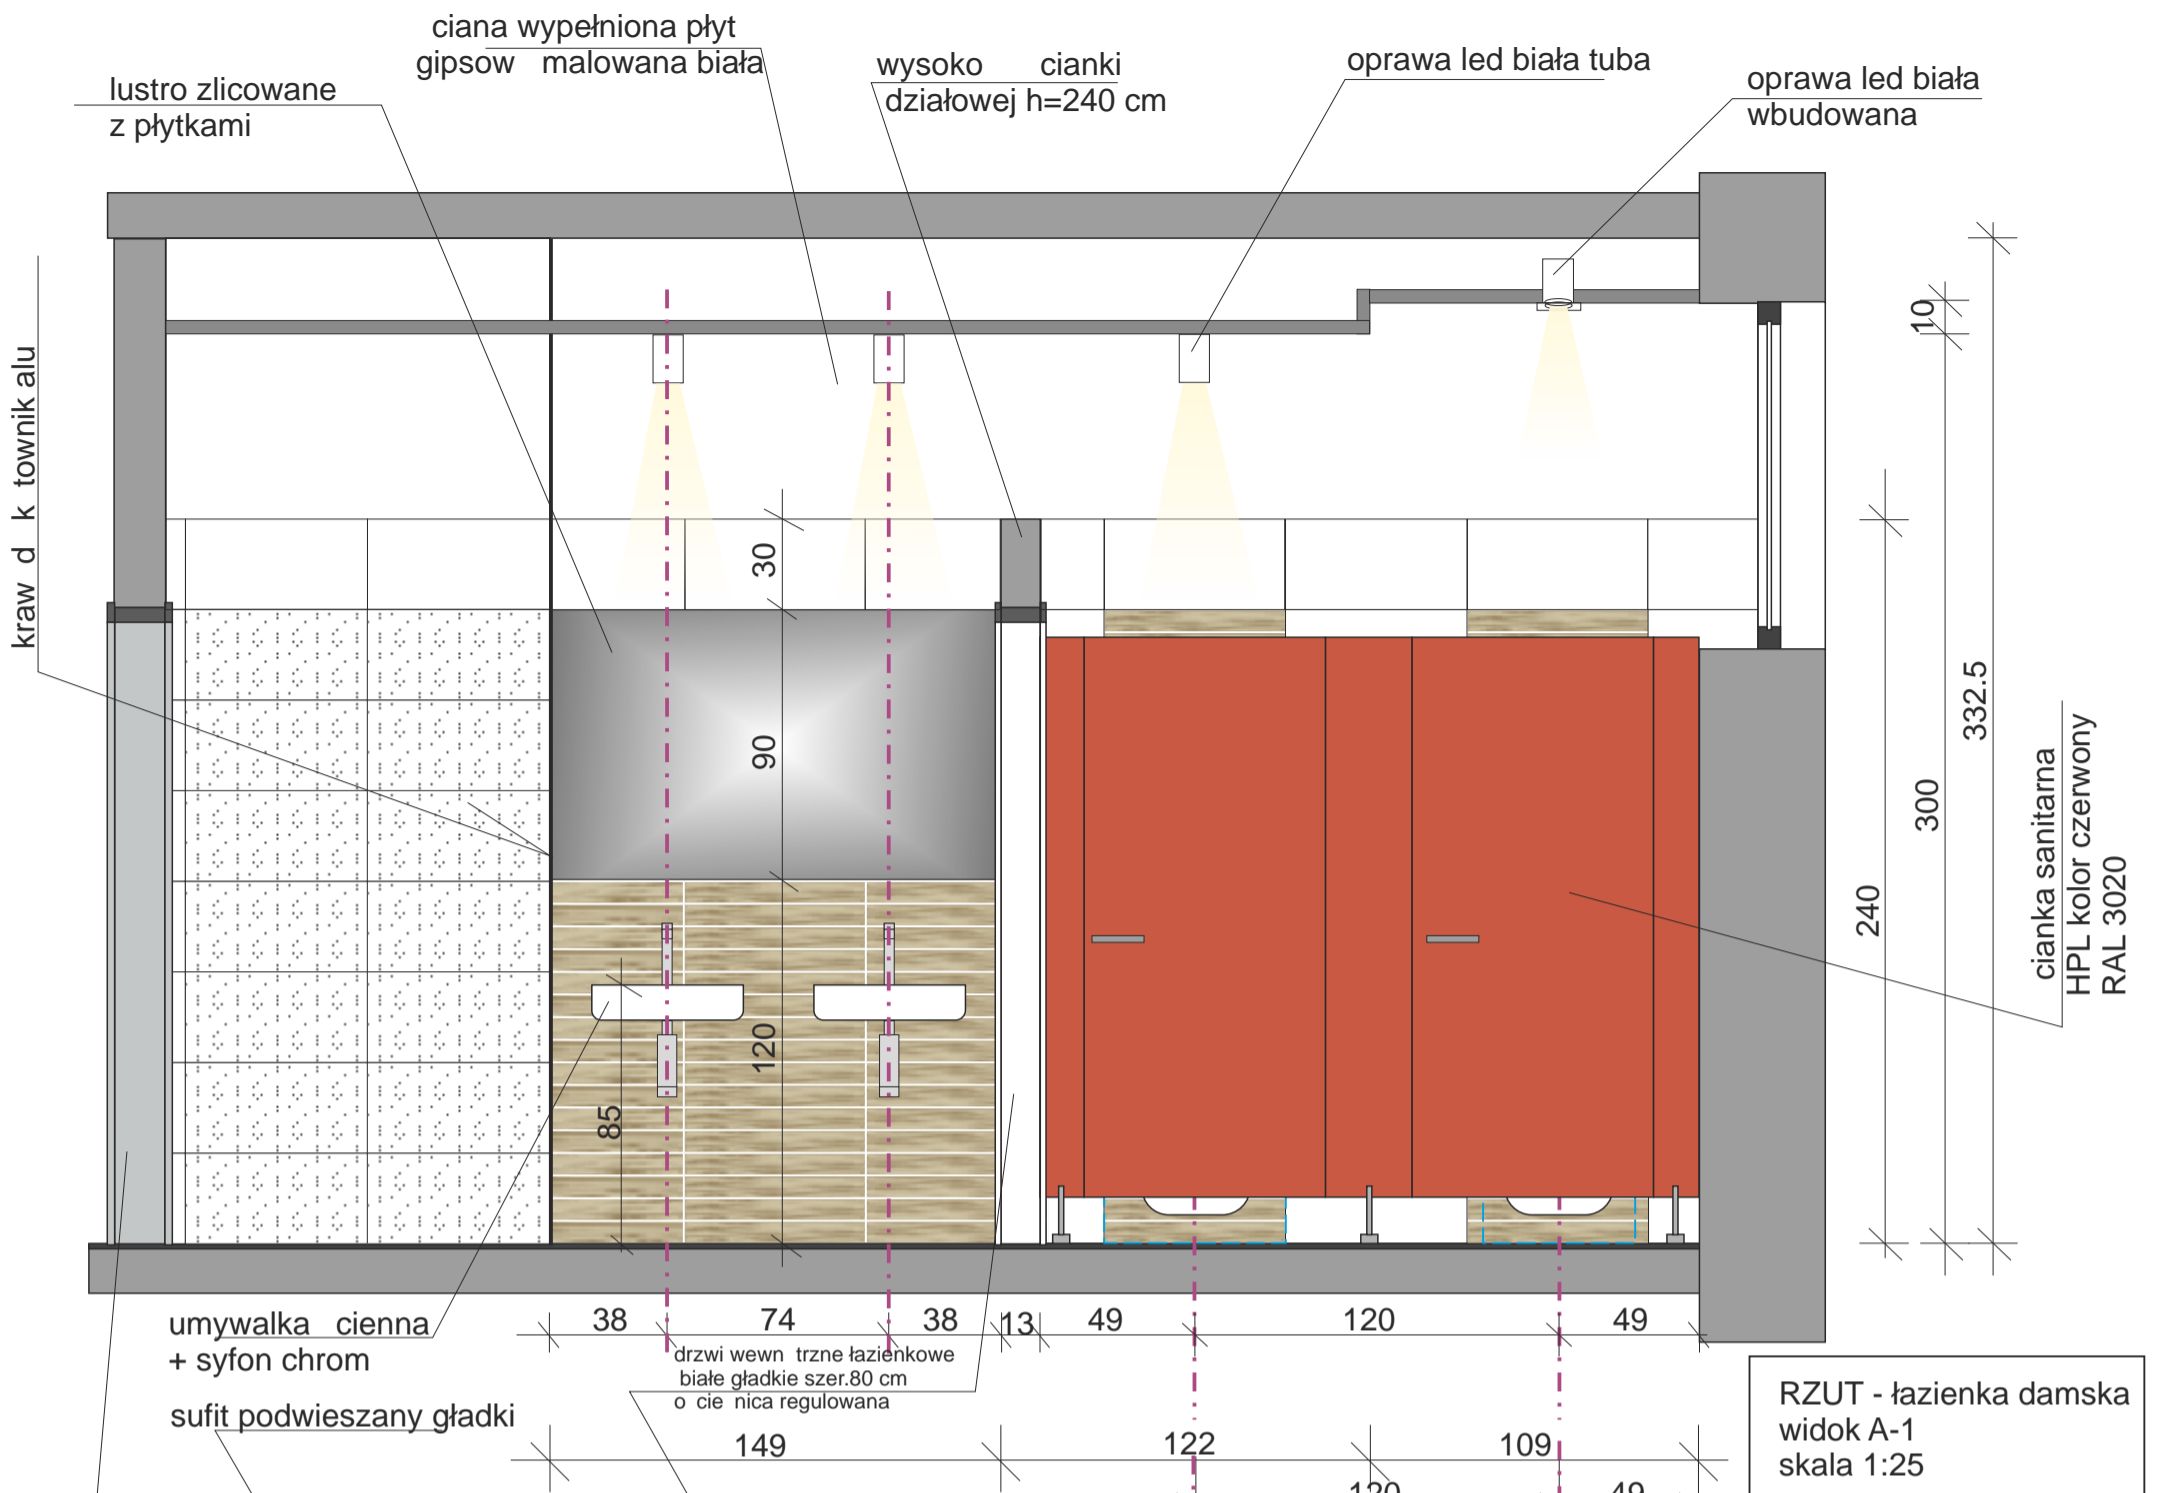 ciana wypełniona płyt
gipsow malowana biała
lustro zlicowane
z płytkami
wysoko cianki
działowej h=240 cm
oprawa led biała tuba
oprawa led biała
wbudowana
kraw d k townik alu
10
332.5
300
240
30
90
120
85
cianka sanitarna
HPL kolor czerwony
RAL 3020
umywalka cienna
+ syfon chrom
sufit podwieszany gładki
38 74 38 13 49 120 49
drzwi wewn trzne łazienkowe
białe gładkie szer.80 cm
o cie nica regulowana
149 122 109
120 49
RZUT - łazienka damska
widok A-1
skala 1:25